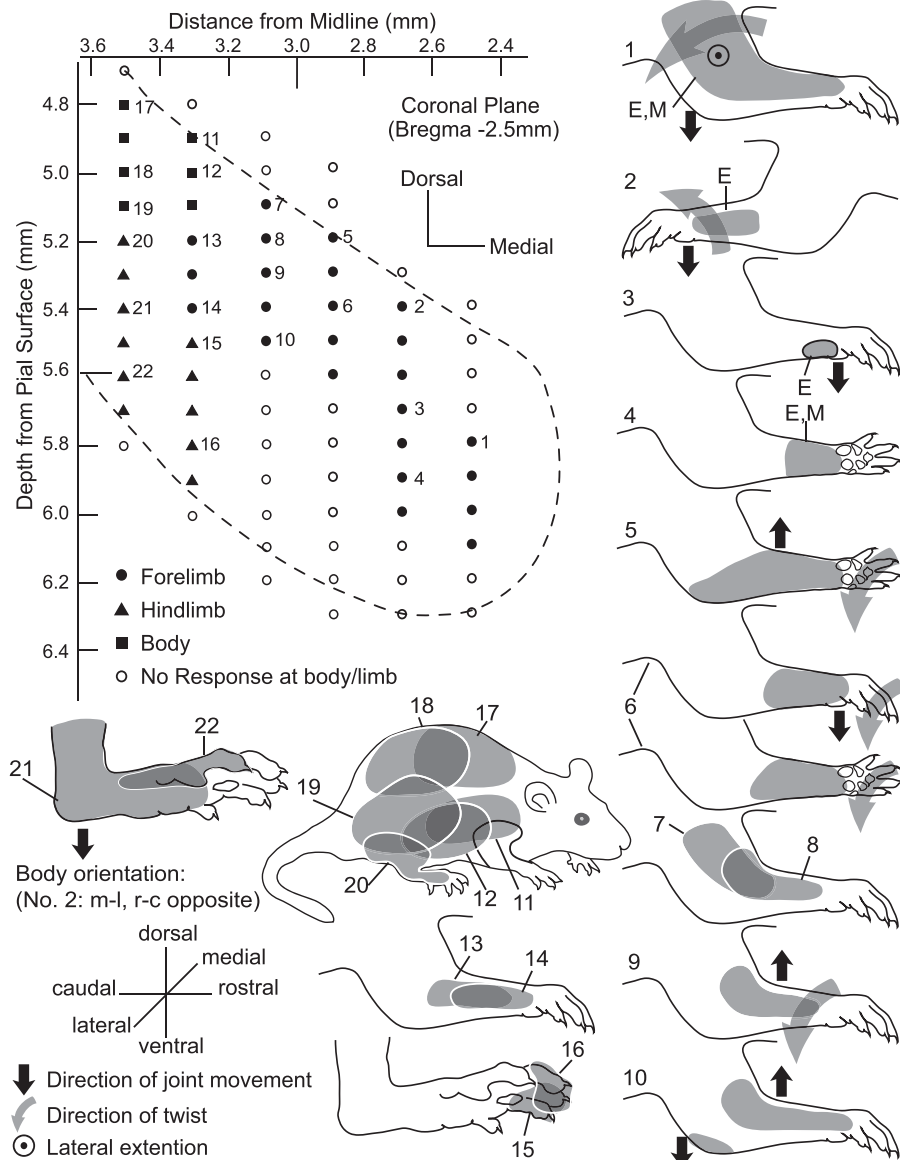 Distance from Midline (mm)
3.6 3.4 3.2 3.0 2.8 2.6 2.4
Depth from Pial Surface (mm)
4.8
5.0
5.2
5.4
5.6
5.8
6.0
6.2
6.4
Coronal Plane
(Bregma -2.5mm)
Dorsal
Medial
17
11
18 12
19 7
20 13 8 5
9
21 14 6 2
15 10
22
3
16 1
4
Forelimb
Hindlimb
Body
No Response at body/limb
1
E,M
2
E
3
E
4
E,M
5
6
7
8
9
10
21
22
18
17
19
20
12
11
Body orientation:
(No. 2: m-l, r-c opposite)
dorsal
medial
caudal rostral
lateral
ventral
13
14
16
15
Direction of joint movement
Direction of twist
Lateral extention